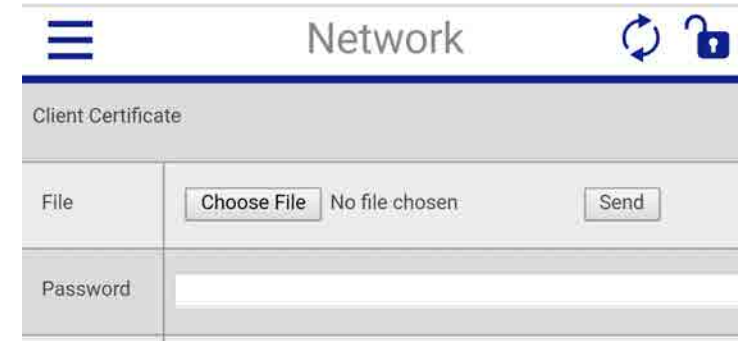 Network
Client Certificate
File Choose File No file chosen Send
Password